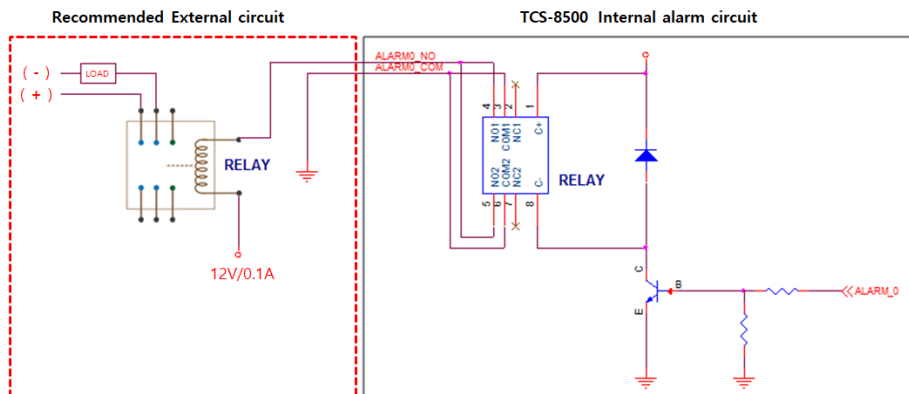 Recommended External circuit
TCS-8500 Internal alarm circuit
ALARM0_NO
ALARM0_COM
( - )
LOAD
( + )
RELAY
12V/0.1A
4
3
2
1
NO1
COM1
NC1
C+
NO2
COM2
NC2
C-
RELAY
5
6
7
8
C
B
E
ALARM_0